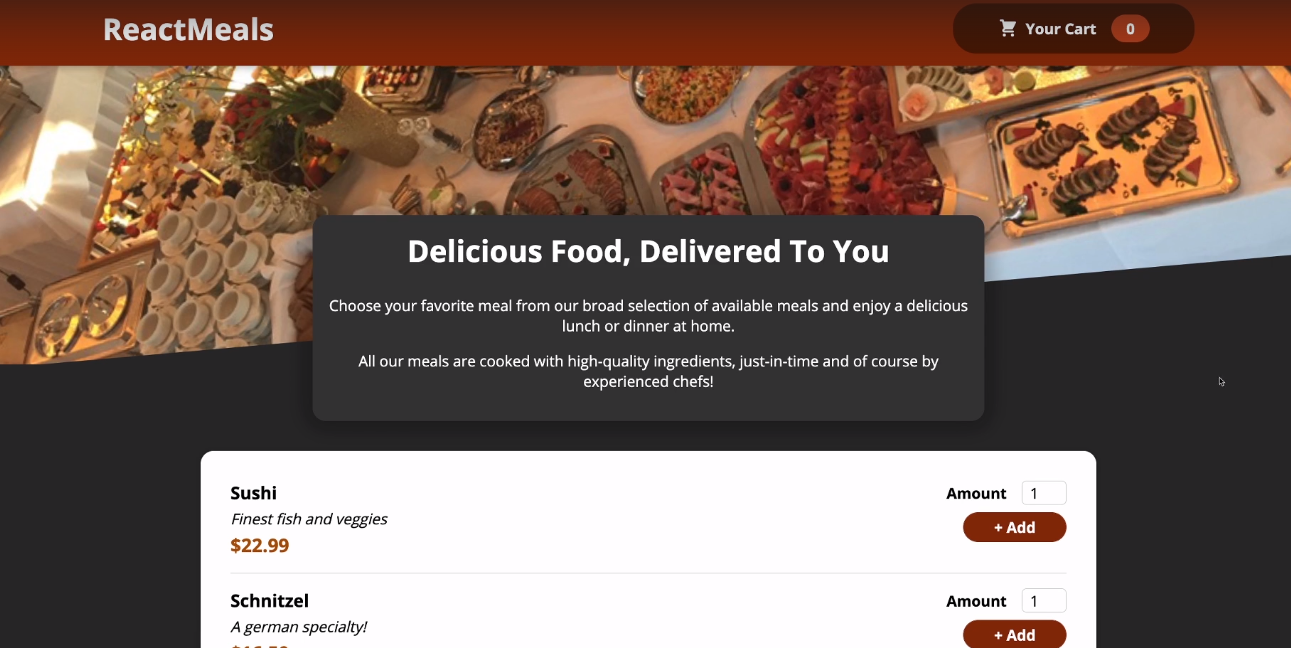 ReactMeals
Your Cart 0
Delicious Food, Delivered To You
Choose your favorite meal from our broad selection of available meals and enjoy a delicious
lunch or dinner at home.
All our meals are cooked with high-quality ingredients, just-in-time and of course by
experienced chefs!
Sushi
Amount 1
Finest fish and veggies
+ Add
$22.99
Schnitzel
Amount 1
A german specialty!
+ Add